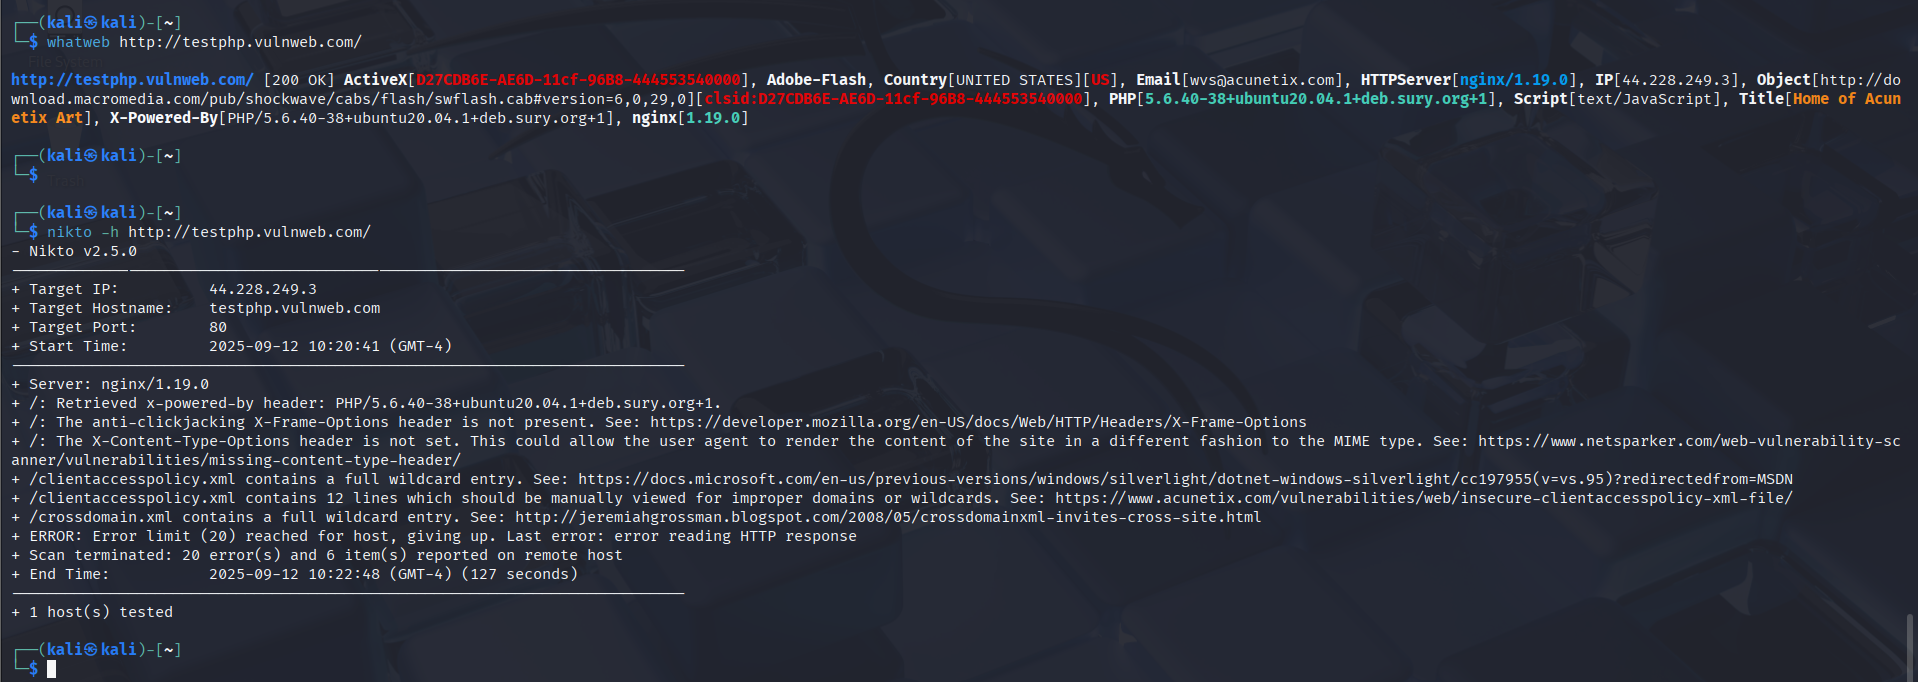 ┌──(kali㉿kali)-[~]
└─$ whatweb http://testphp.vulnweb.com/
File System
http://testphp.vulnweb.com/ [200 OK] ActiveX[D27CDB6E-AE6D-11cf-96B8-444553540000], Adobe-Flash, Country[UNITED STATES][US], Email[wvs@acunetix.com], HTTPServer[nginx/1.19.0], IP[44.228.249.3], Object[http://do
wnload.macromedia.com/pub/shockwave/cabs/flash/swflash.cab#version=6,0,29,0][clsid:D27CDB6E-AE6D-11cf-96B8-444553540000], PHP[5.6.40-38+ubuntu20.04.1+deb.sury.org+1], Script[text/JavaScript], Title[Home of Acun
etix Art], X-Powered-By[PHP/5.6.40-38+ubuntu20.04.1+deb.sury.org+1], nginx[1.19.0]
┌──(kali㉿kali)-[~]
└─$
┌──(kali㉿kali)-[~]
└─$ nikto -h http://testphp.vulnweb.com/
- Nikto v2.5.0
+ Target IP:          44.228.249.3
+ Target Hostname:    testphp.vulnweb.com
+ Target Port:        80
+ Start Time:         2025-09-12 10:20:41 (GMT-4)
+ Server: nginx/1.19.0
+ /: Retrieved x-powered-by header: PHP/5.6.40-38+ubuntu20.04.1+deb.sury.org+1.
+ /: The anti-clickjacking X-Frame-Options header is not present. See: https://developer.mozilla.org/en-US/docs/Web/HTTP/Headers/X-Frame-Options
+ /: The X-Content-Type-Options header is not set. This could allow the user agent to render the content of the site in a different fashion to the MIME type. See: https://www.netsparker.com/web-vulnerability-sc
anner/vulnerabilities/missing-content-type-header/
+ /clientaccesspolicy.xml contains a full wildcard entry. See: https://docs.microsoft.com/en-us/previous-versions/windows/silverlight/dotnet-windows-silverlight/cc197955(v=vs.95)?redirectedfrom=MSDN
+ /clientaccesspolicy.xml contains 12 lines which should be manually viewed for improper domains or wildcards. See: https://www.acunetix.com/vulnerabilities/web/insecure-clientaccesspolicy-xml-file/
+ /crossdomain.xml contains a full wildcard entry. See: http://jeremiahgrossman.blogspot.com/2008/05/crossdomainxml-invites-cross-site.html
+ ERROR: Error limit (20) reached for host, giving up. Last error: error reading HTTP response
+ Scan terminated: 20 error(s) and 6 item(s) reported on remote host
+ End Time:           2025-09-12 10:22:48 (GMT-4) (127 seconds)
+ 1 host(s) tested
┌──(kali㉿kali)-[~]
└─$